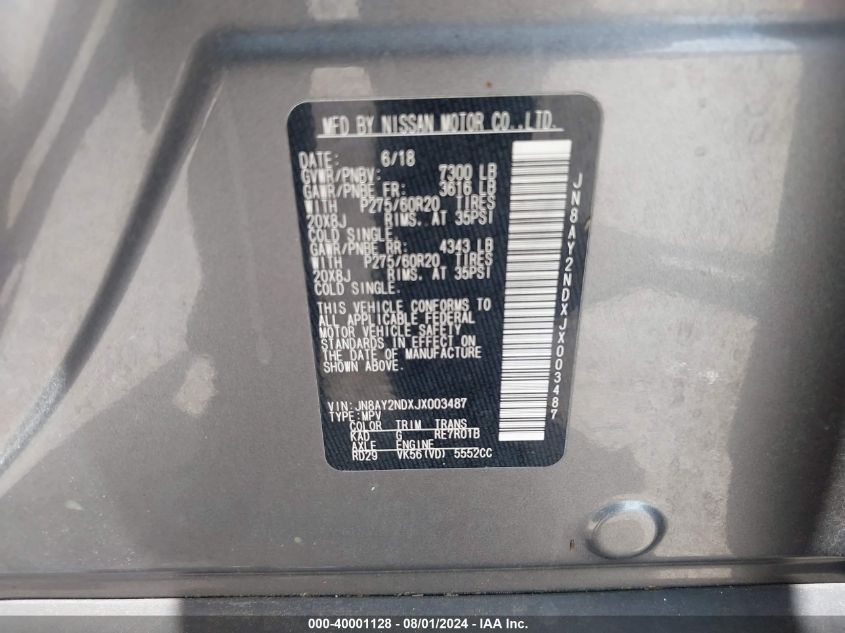 MFD BY NISSAN MOTOR CO.,LTD.
DATE: 6/18
GVWR/PNBV: 7300 LB
GAWR/PNBE FR: 3616 LB
WITH P275/60R20 TIRES
20X8J RIMS. AT 35PSI
COLD SINGLE.
GAWR/PNBE RR: 4343 LB
WITH P275/60R20 TIRES
20X8J RIMS. AT 35PSI
COLD SINGLE.
THIS VEHICLE CONFORMS TO
ALL APPLICABLE FEDERAL
MOTOR VEHICLE SAFETY
STANDARDS IN EFFECT ON
THE DATE OF MANUFACTURE
SHOWN ABOVE.
VIN:JN8AY2NDXJX003487
TYPE:MPV
COLOR TRIM TRANS
KAD G RE7R01B
AXLE ENGINE
RD29 VK56(VD) 5552CC
JN8AY2NDXJX003487
000-40001128 - 08/01/2024 - US::TX